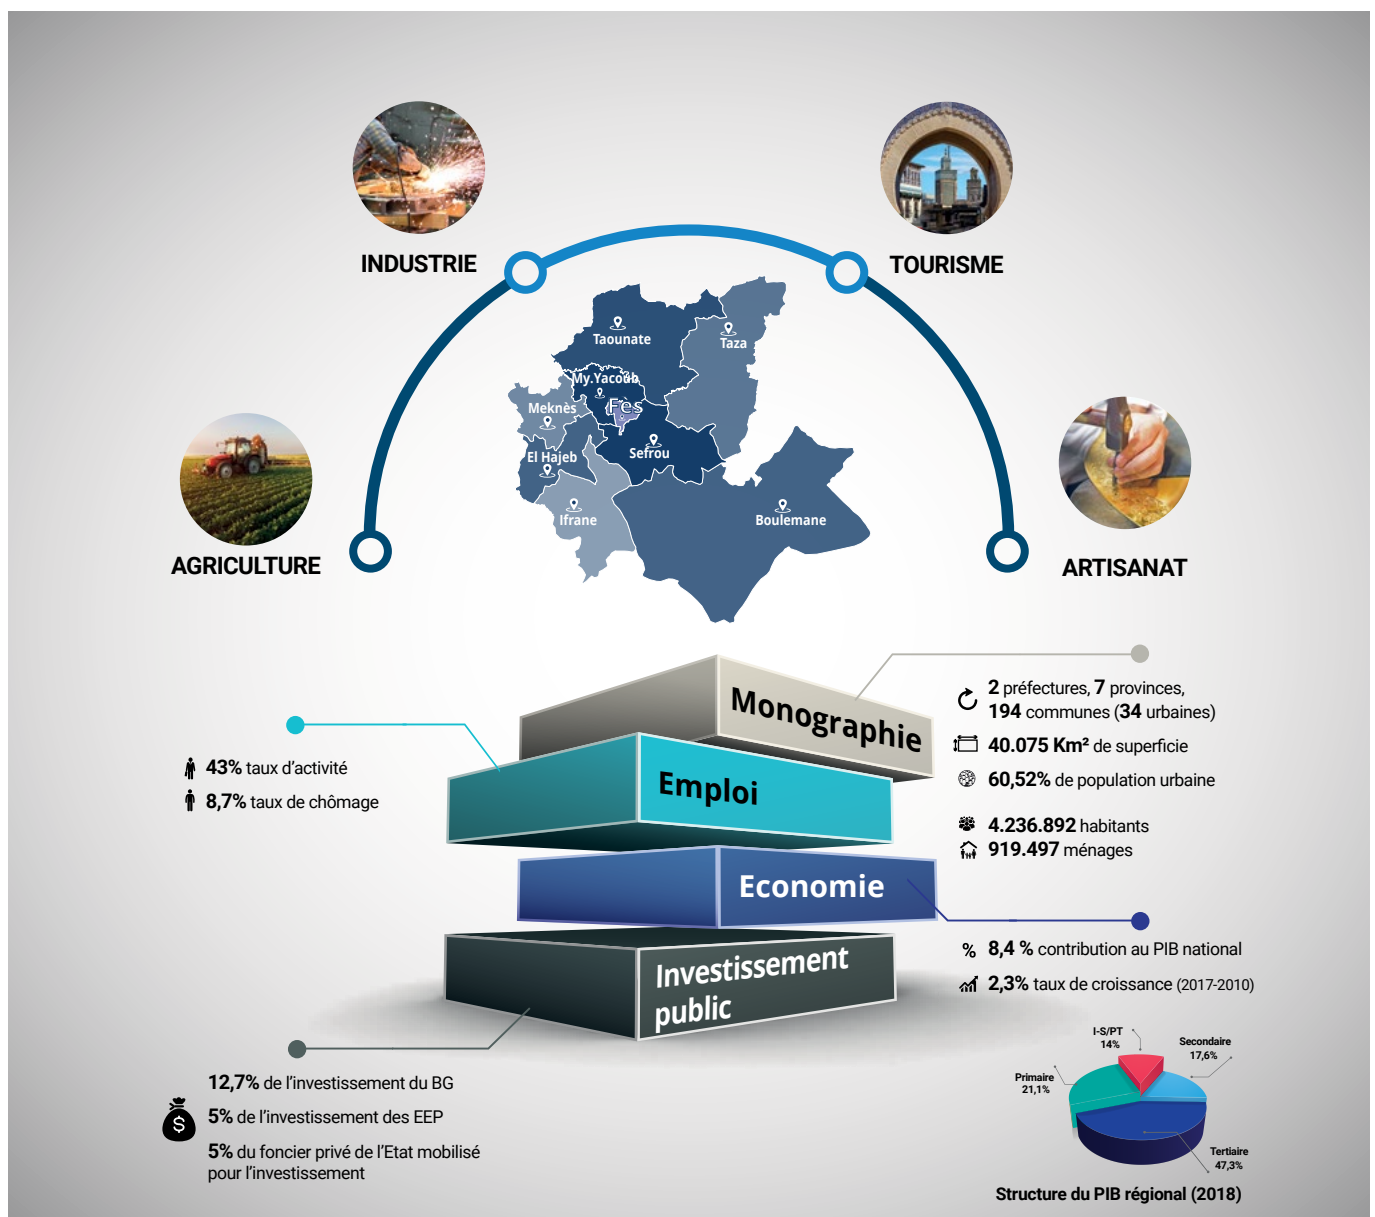 INDUSTRIE
TOURISME
Taounate
Taza
My.Yacoub
Fès
Meknès
Sefrou
El Hajeb
Ifrane
Boulemane
AGRICULTURE
ARTISANAT
Monographie
2 préfectures, 7 provinces,
194 communes (34 urbaines)
40.075 Km² de superficie
60,52% de population urbaine
4.236.892 habitants
919.497 ménages
43% taux d'activité
8,7% taux de chômage
Emploi
Economie
% 8,4 % contribution au PIB national
2,3% taux de croissance (2017-2010)
Investissement
public
12,7% de l'investissement du BG
$
5% de l'investissement des EEP
5% du foncier privé de l'Etat mobilisé
pour l'investissement
I-S/PT
14%
Secondaire
17,6%
Primaire
21,1%
Tertiaire
47,3%
Structure du PIB régional (2018)